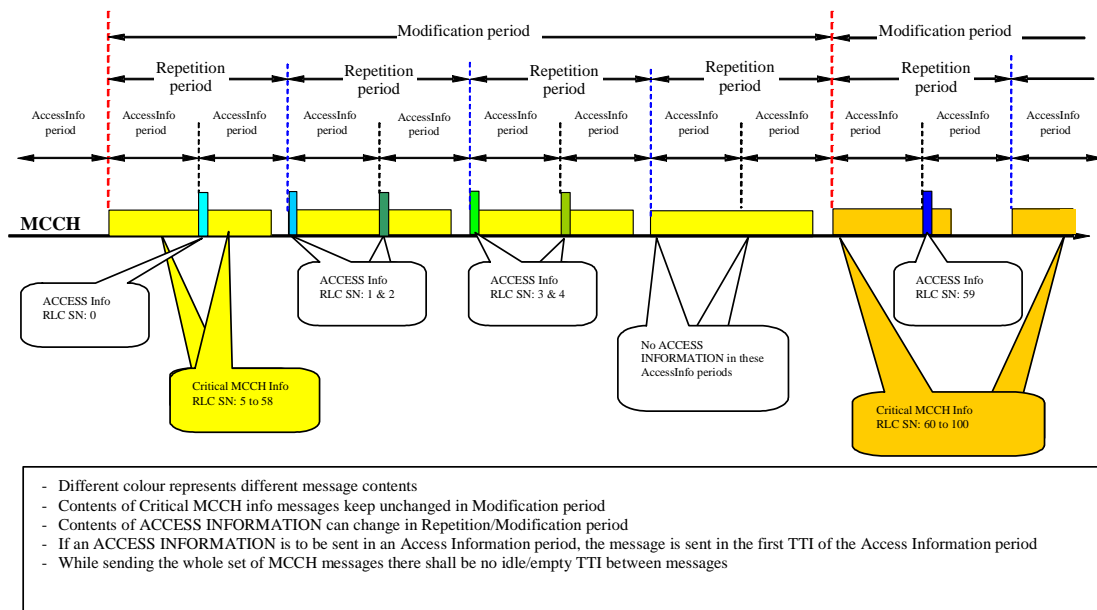 Modification period
Modification period
Repetition
period
Repetition
period
Repetition
period
Repetition
period
Repetition
period
AccessInfo
period
AccessInfo
period
AccessInfo
period
AccessInfo
period
AccessInfo
period
AccessInfo
period
AccessInfo
period
AccessInfo
period
AccessInfo
period
AccessInfo
period
AccessInfo
period
AccessInfo
period
MCCH
ACCESS Info
RLC SN: 0
ACCESS Info
RLC SN: 1 & 2
ACCESS Info
RLC SN: 3 & 4
ACCESS Info
RLC SN: 59
No ACCESS
INFORMATION in these
AccessInfo periods
Critical MCCH Info
RLC SN: 5 to 58
Critical MCCH Info
RLC SN: 60 to 100
- Different colour represents different message contents
- Contents of Critical MCCH info messages keep unchanged in Modification period
- Contents of ACCESS INFORMATION can change in Repetition/Modification period
- If an ACCESS INFORMATION is to be sent in an Access Information period, the message is sent in the first TTI of the Access Information period
- While sending the whole set of MCCH messages there shall be no idle/empty TTI between messages